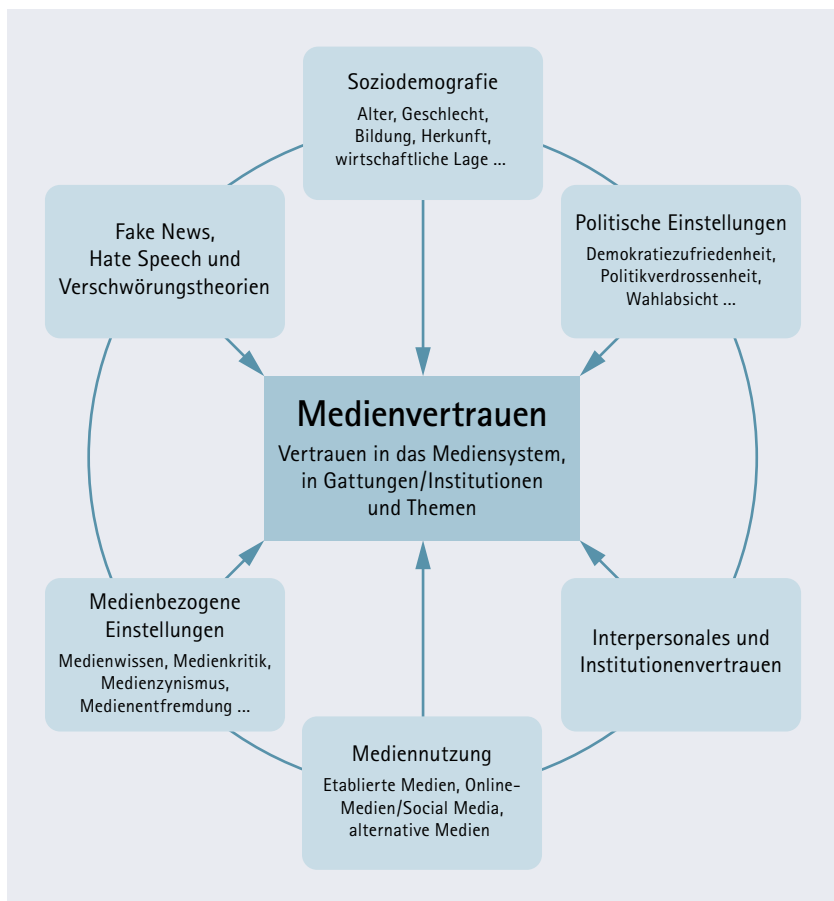 Soziodemografie
Alter, Geschlecht,
Bildung, Herkunft,
wirtschaftliche Lage ...
Fake News,
Hate Speech und
Verschwörungstheorien
Politische Einstellungen
Demokratiezufriedenheit,
Politikverdrossenheit,
Wahlabsicht ...
Medienvertrauen
Vertrauen in das Mediensystem,
in Gattungen/Institutionen
und Themen
Medienbezogene
Einstellungen
Medienwissen, Medienkritik,
Medienzynismus,
Medienentfremdung ...
Interpersonales und
Institutionenvertrauen
Mediennutzung
Etablierte Medien, Online-
Medien/Social Media,
alternative Medien